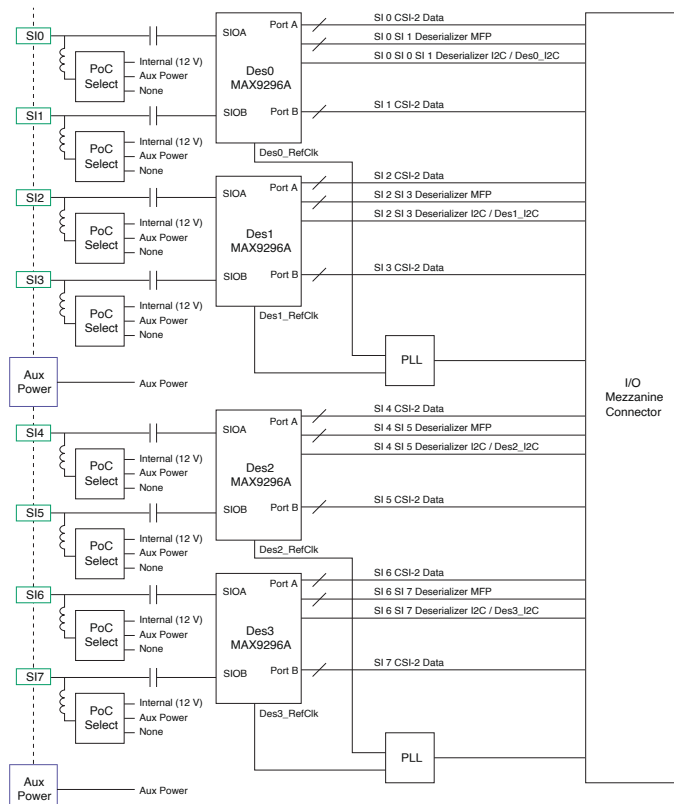 SI0
PoC
Select
Internal (12 V)
Aux Power
None
SIOA
Port A
Des0
MAX9296A
SIOB
Port B
SI 0 CSI-2 Data
SI 0 SI 1 Deserializer MFP
SI 0 SI 0 SI 1 Deserializer I2C / Des0_I2C
SI 1 CSI-2 Data
SI1
PoC
Select
Internal (12 V)
Aux Power
None
Des0_RefClk
SI2
PoC
Select
Internal (12 V)
Aux Power
None
SIOA
Port A
Des1
MAX9296A
SIOB
Port B
SI 2 CSI-2 Data
SI 2 SI 3 Deserializer MFP
SI 2 SI 3 Deserializer I2C / Des1_I2C
SI 3 CSI-2 Data
SI3
PoC
Select
Internal (12 V)
Aux Power
None
Des1_RefClk
PLL
Aux
Power
Aux Power
I/O
Mezzanine
Connector
SI4
PoC
Select
Internal (12 V)
Aux Power
None
SIOA
Port A
Des2
MAX9296A
SIOB
Port B
SI 4 CSI-2 Data
SI 4 SI 5 Deserializer MFP
SI 4 SI 5 Deserializer I2C / Des2_I2C
SI 5 CSI-2 Data
SI5
PoC
Select
Internal (12 V)
Aux Power
None
Des2_RefClk
SI6
PoC
Select
Internal (12 V)
Aux Power
None
SIOA
Port A
Des3
MAX9296A
SIOB
Port B
SI 6 CSI-2 Data
SI 6 SI 7 Deserializer MFP
SI 6 SI 7 Deserializer I2C / Des3_I2C
SI 7 CSI-2 Data
SI7
PoC
Select
Internal (12 V)
Aux Power
None
Des3_RefClk
PLL
Aux
Power
Aux Power